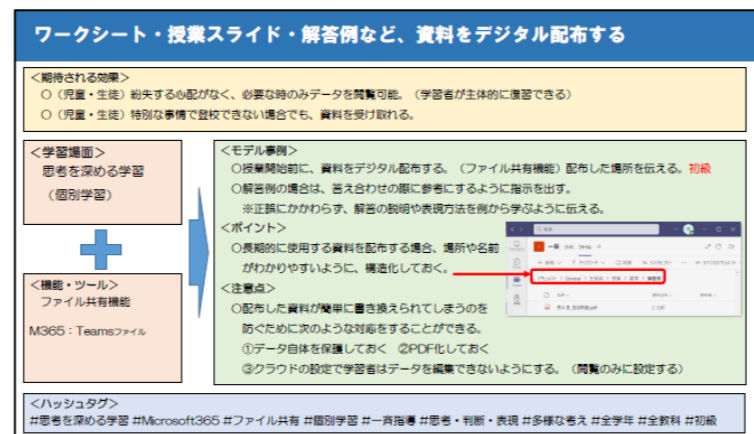 ワークシート・授業スライド・解答例など、資料をデジタル配布する
＜期待される効果＞
○（児童・生徒）紛失する心配がなく、必要な時のみデータを閲覧可能。（学習者が主体的に復習できる）
○（児童・生徒）特別な事情で登校できない場合でも、資料を受け取れる。
＜学習場面＞
思考を深める学習
（個別学習）
＜機能・ツール＞
ファイル共有機能
M365：Teamsファイル
＜モデル事例＞
○授業開始前に、資料をデジタル配布する。（ファイル共有機能）配布した場所を伝える。初級
○解答例の場合は、答え合わせの際に参考にするように指示を出す。
※正誤にかかわらず、解答の説明や表現方法を例から学ぶように伝える。
＜ポイント＞
○長期的に使用する資料を配布する場合、場所や名前
がわかりやすいように、構造化しておく。
＜注意点＞
○配布した資料が簡単に書き換えられてしまうのを
防ぐために次のような対応をすることができる。
①データ自体を保護しておく ②PDF化しておく
③クラウドの設定で学習者はデータを編集できないようにする。（閲覧のみに設定する）
＜ハッシュタグ＞
#思考を深める学習 #Microsoft365 #ファイル共有 #個別学習 #一斉指導 #思考・判断・表現 #多様な考え #全学年 #全教科 #初級